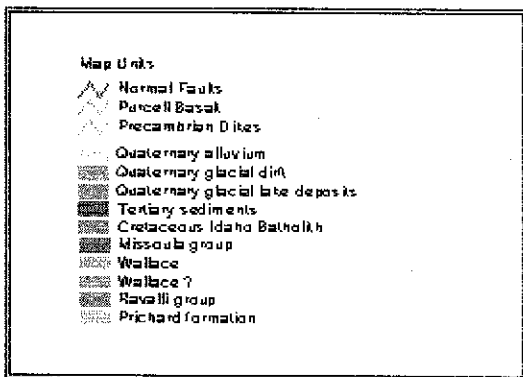 Map Units
Normal Faults
Purcell Basalt
Precambrian Dikes
Quaternary alluvium
Quaternary glacial drift
Quaternary glacial lake deposits
Tertiary sediments
Cretaceous Idaho Batholith
Missoula group
Wallace
Wallace ?
Ravalli group
Prichard formation